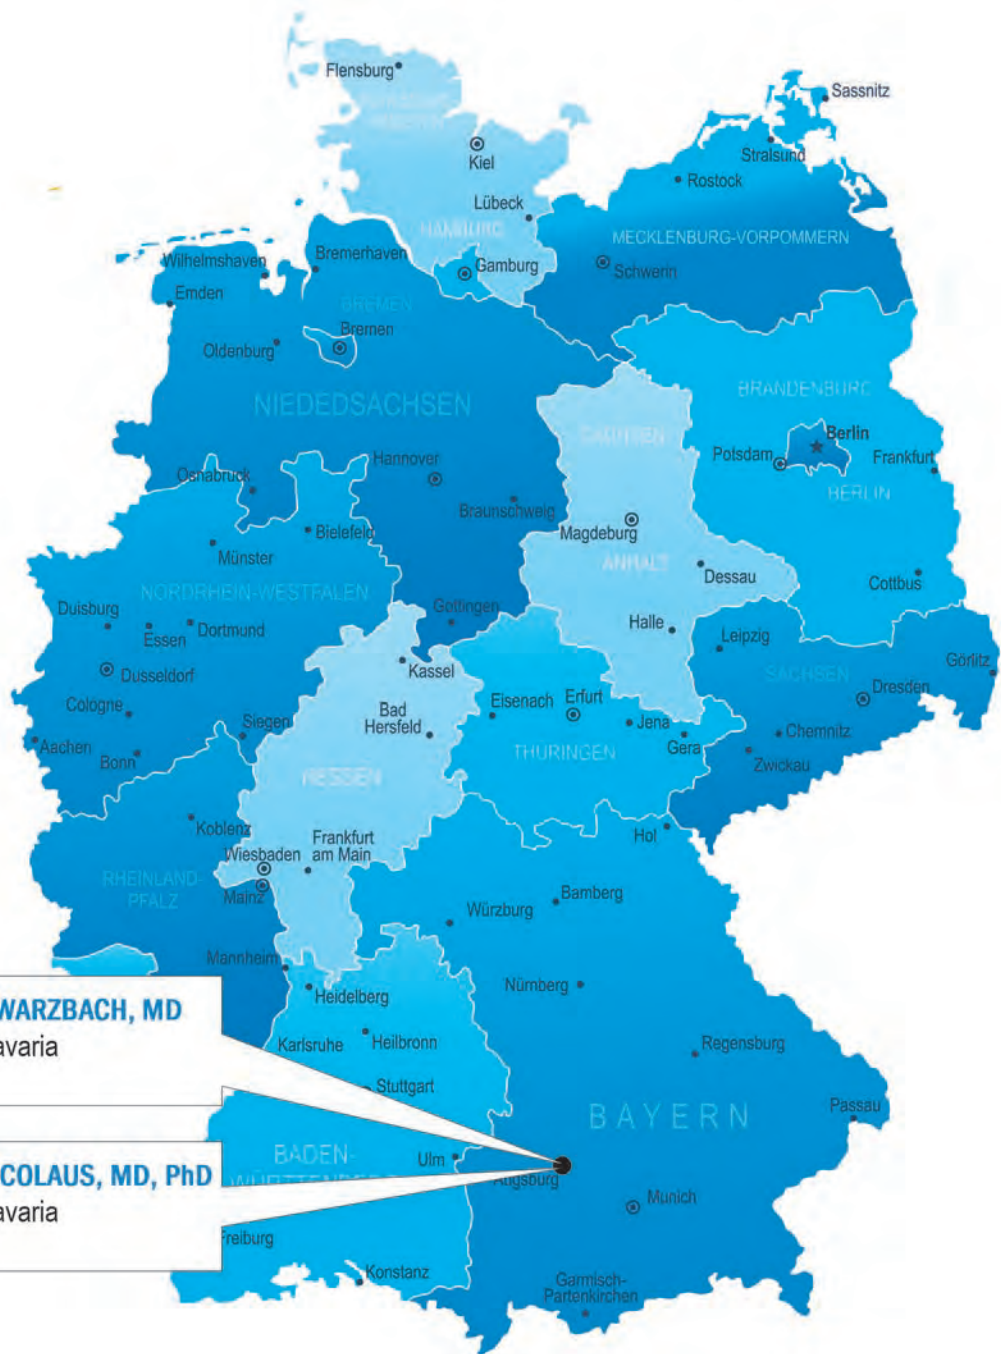 Flensburg
Sassnitz
Kiel
Stralsund
Rostock
Lübeck
HAMBURG
MECKLENBURG-VORPOMMERN
Wilhelmshaven
Bremerhaven
Gamburg
Schwerin
Emden
BREMEN
Bremen
Oldenburg
BRANDENBURG
NIEDEDSACHSEN
SACHSEN
Berlin
Hannover
Potsdam
Frankfurt
Osnabruck
BERLIN
Braunschweig
Magdeburg
Bielefeld
Münster
ANHALT
Dessau
Cottbus
NORDRHEIN-WESTFALEN
Duisburg
Gottingen
Essen
Dortmund
Halle
Leipzig
Kassel
Görlitz
Dusseldorf
SACHSEN
Dresden
Cologne
Bad
Hersfeld
Eisenach
Erfurt
Siegen
Jena
Chemnitz
Aachen
Gera
Bonn
THURINGEN
Zwickau
HESSEN
Koblenz
Hol
Frankfurt
am Main
Wiesbaden
RHEINLAND-
PFALZ
Mainz
Bamberg
Würzburg
Mannheim
Nürnberg
Heidelberg
WARZBACH, MD
avaria
Karlsruhe
Heilbronn
Regensburg
Stuttgart
BAYERN
Passau
BADEN-
WÜRTTEMBERG
Ulm
COLAUS, MD, PhD
avaria
Augsburg
Munich
Freiburg
Konstanz
Garmisch-
Partenkirchen